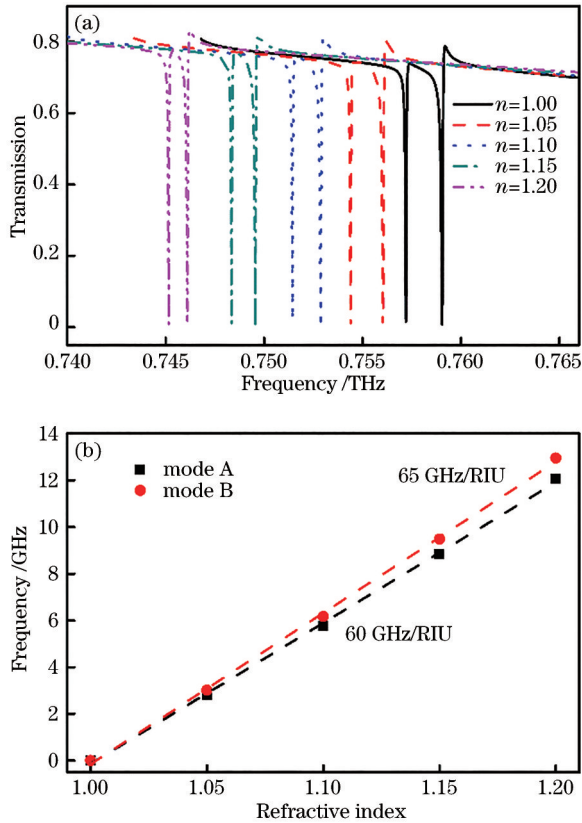 (a)
Transmission
0.8
0.6
0.4
0.2
0
n=1.00
n=1.05
n=1.10
n=1.15
n=1.20
0.740 0.745 0.750 0.755 0.760 0.765
Frequency /THz
(b)
mode A
mode B
65 GHz/RIU
60 GHz/RIU
Frequency /GHz
14
12
10
8
6
4
2
0
1.00 1.05 1.10 1.15 1.20
Refractive index